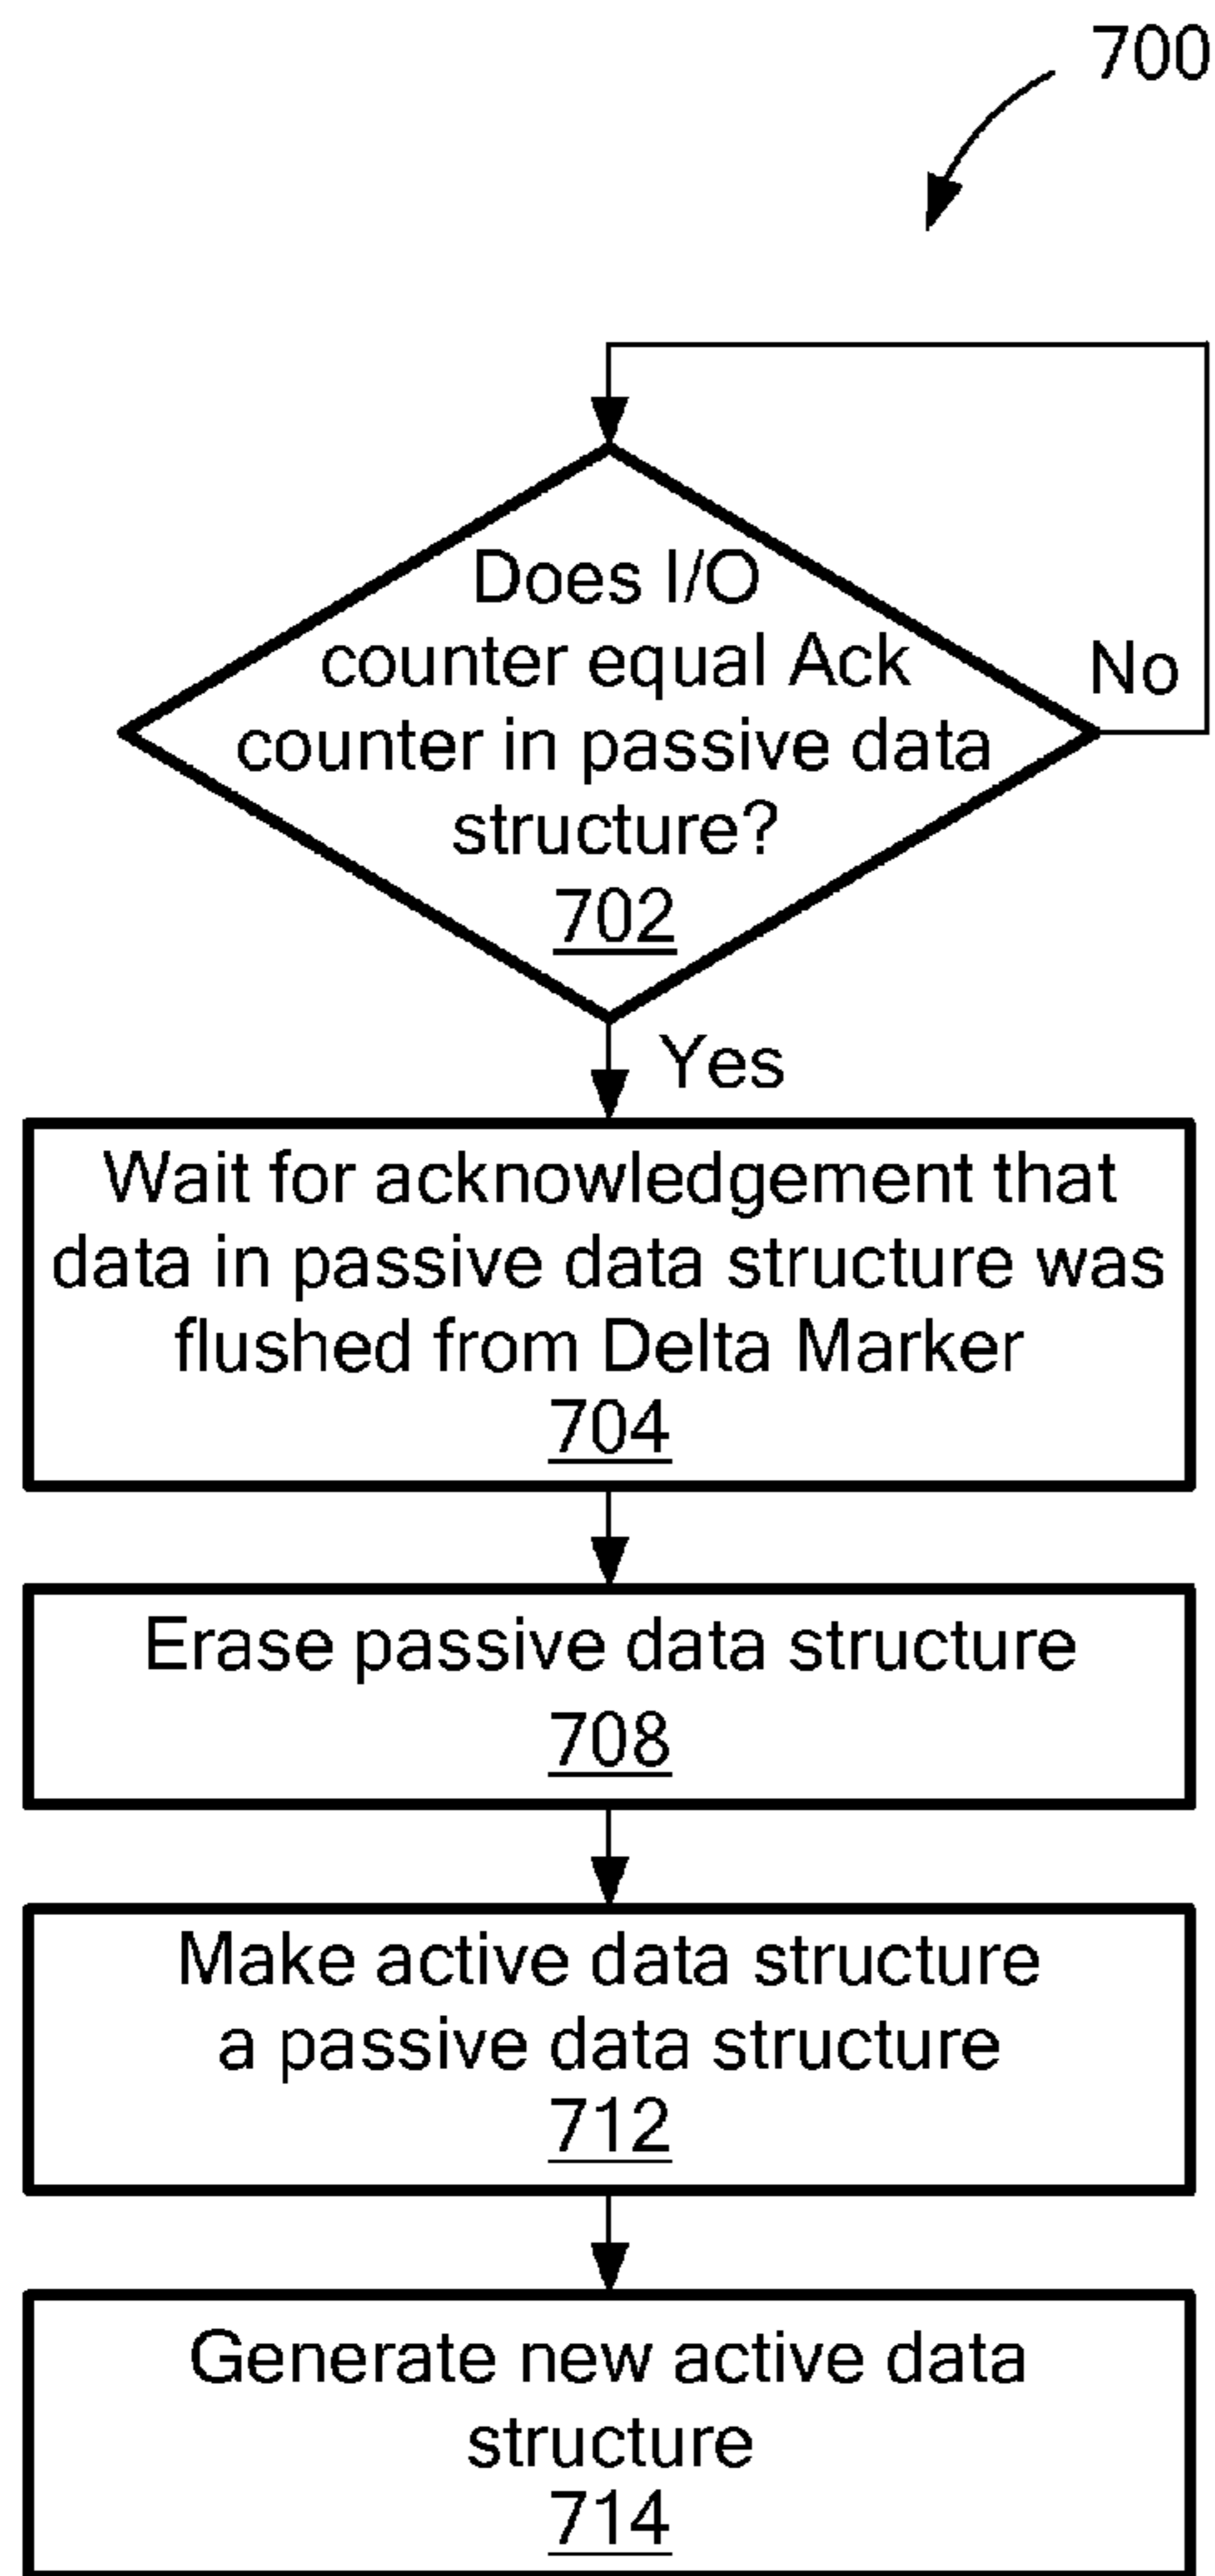 700
Does I/O
counter equal Ack
counter in passive data
structure?
702
No
Yes
Wait for acknowledgement that
data in passive data structure was
flushed from Delta Marker
704
Erase passive data structure
708
Make active data structure
a passive data structure
712
Generate new active data
structure
714